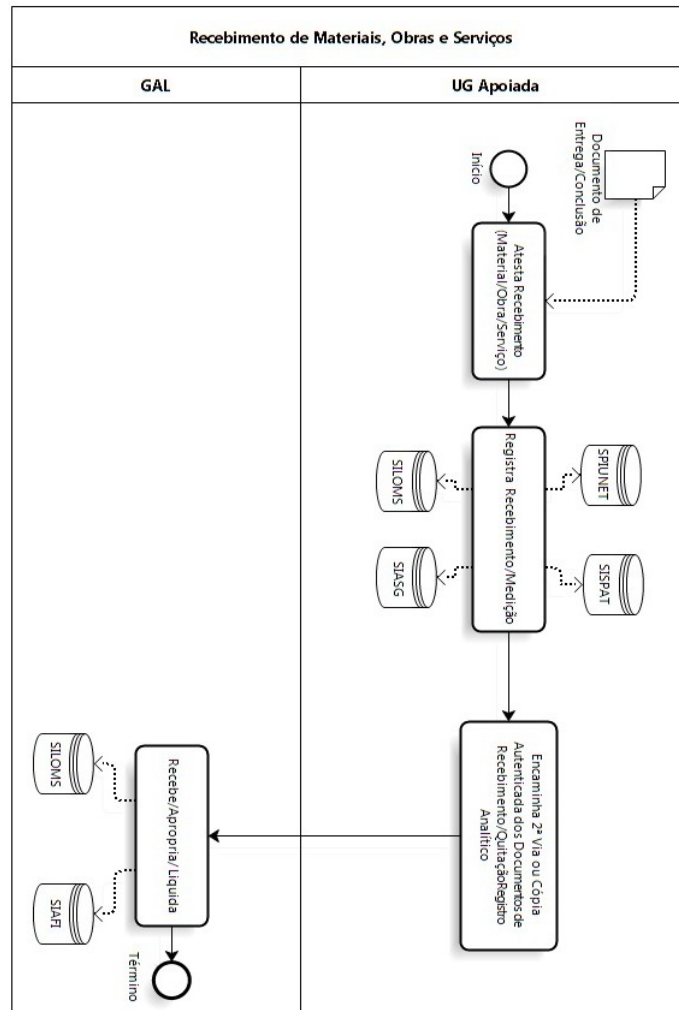 Recebimento de Materiais, Obras e Serviços
GAL
UG Apoiada
Documento de
Entrega/Conclusão
Início
Atesta Recebimento
(Material/Obra/Serviço)
Registra Recebimento/Medição
SPIUNET
SISPAT
SILOMS
SIASG
Encaminha 2ª Via ou Cópia
Autenticada dos Documentos de
Recebimento/QuitaçãoRegistro
Analítico
Recebe/Apropria/Liquida
SILOMS
SIAFI
Término